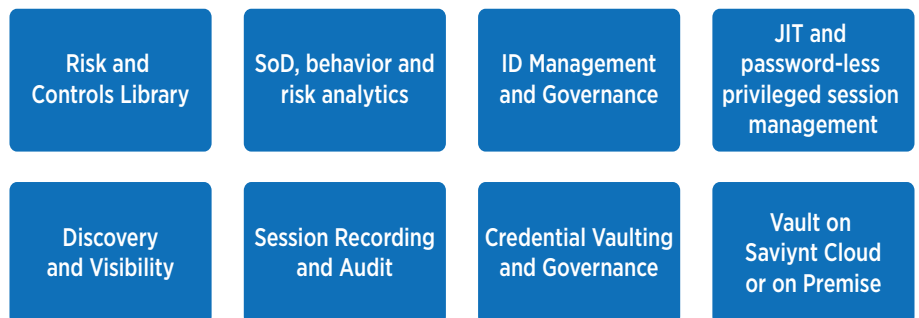 Risk and
Controls Library
SoD, behavior and
risk analytics
ID Management
and Governance
JIT and
password-less
privileged session
management
Discovery
and Visibility
Session Recording
and Audit
Credential Vaulting
and Governance
Vault on
Saviynt Cloud
or on Premise